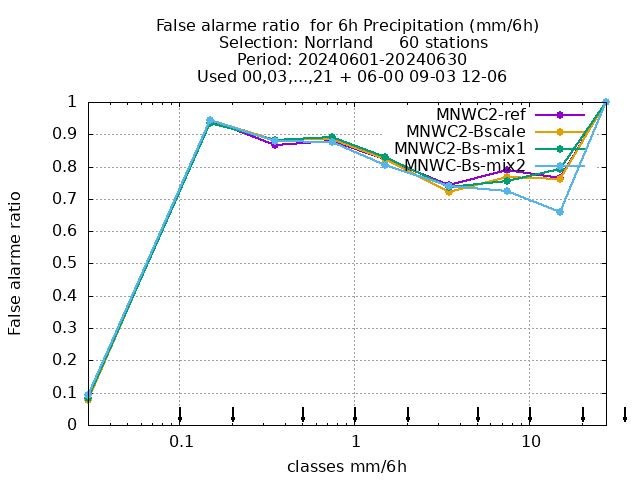 False alarme ratio  for 6h Precipitation (mm/6h)
Selection: Norrland     60 stations
Period: 20240601-20240630
Used 00,03,...,21 + 06-00 09-03 12-06
MNWC2-ref
MNWC2-Bscale
MNWC2-Bs-mix1
MNWC-Bs-mix2
False alarme ratio
1
0.9
0.8
0.7
0.6
0.5
0.4
0.3
0.2
0.1
0
0.1 1 10
classes mm/6h